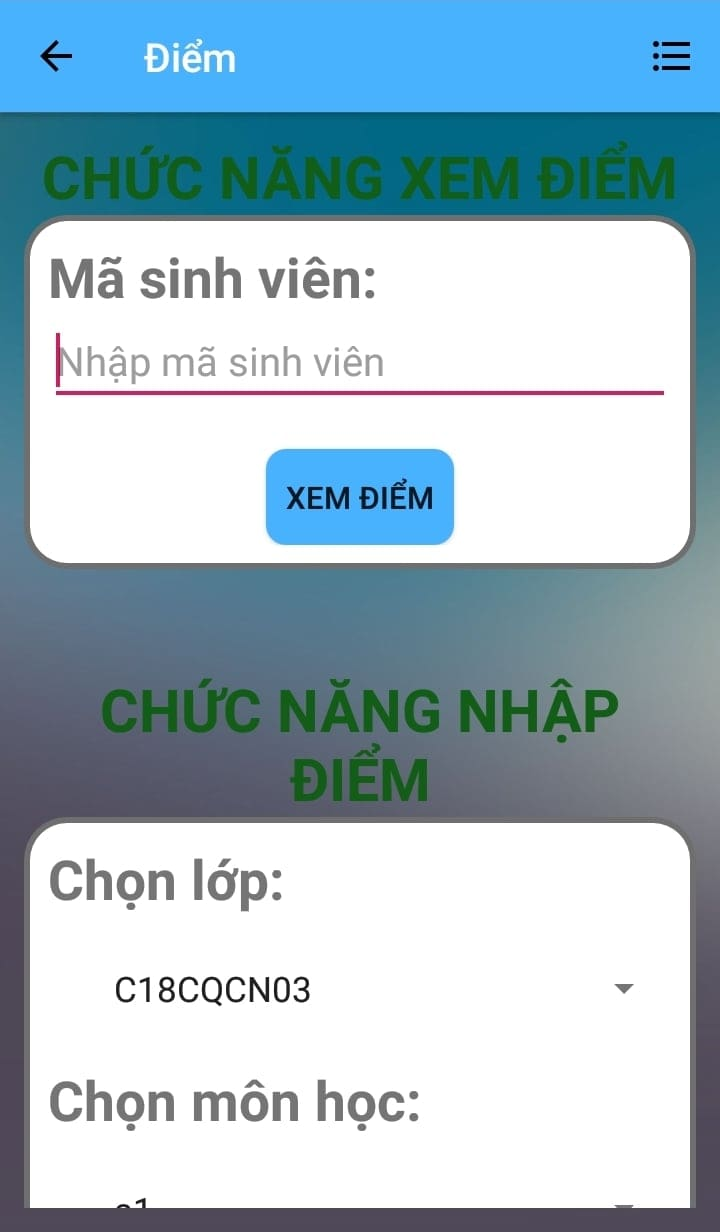 Điểm
CHỨC NĂNG XEM ĐIỂM
Mã sinh viên:
Nhập mã sinh viên
XEM ĐIỂM
CHỨC NĂNG NHẬP
ĐIỂM
Chọn lớp:
C18CQCN03
Chọn môn học: